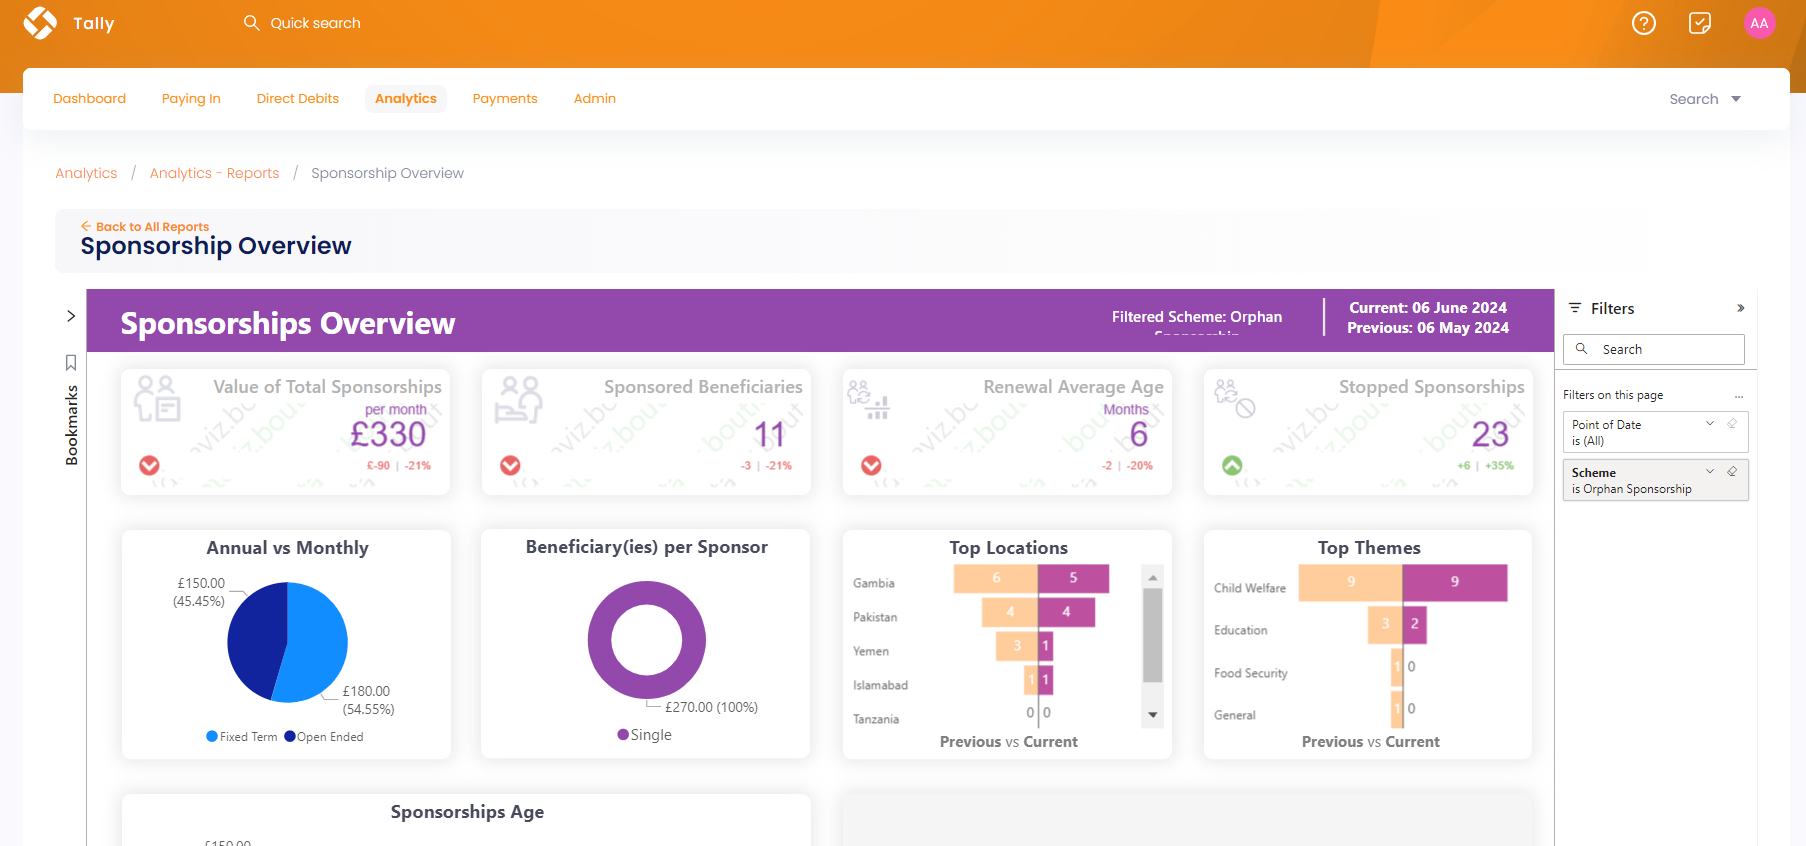 Tally
Quick search
AA
Dashboard
Paying In
Direct Debits
Analytics
Payments
Admin
Search
Analytics / Analytics - Reports / Sponsorship Overview
← Back to All Reports
Sponsorship Overview
Bookmarks
Sponsorships Overview
Filtered Scheme: Orphan
Sponsorship
Current: 06 June 2024
Previous: 06 May 2024
Value of Total Sponsorships
per month
£330
£-90 | -21%
Sponsored Beneficiaries
11
-3 | -21%
Renewal Average Age
Months
6
-2 | -20%
Stopped Sponsorships
23
+6 | +35%
Annual vs Monthly
£150.00
(45.45%)
£180.00
(54.55%)
Fixed Term
Open Ended
Beneficiary(ies) per Sponsor
£270.00 (100%)
Single
Top Locations
Gambia 6 5
Pakistan 4 4
Yemen 3 1
Islamabad 1 1
Tanzania 0 0
Previous vs Current
Top Themes
Child Welfare 9 9
Education 3 2
Food Security 1 0
General 1 0
Previous vs Current
Sponsorships Age
£150.00
Filters
Search
Filters on this page
...
Point of Date
is (All)
Scheme
is Orphan Sponsorship